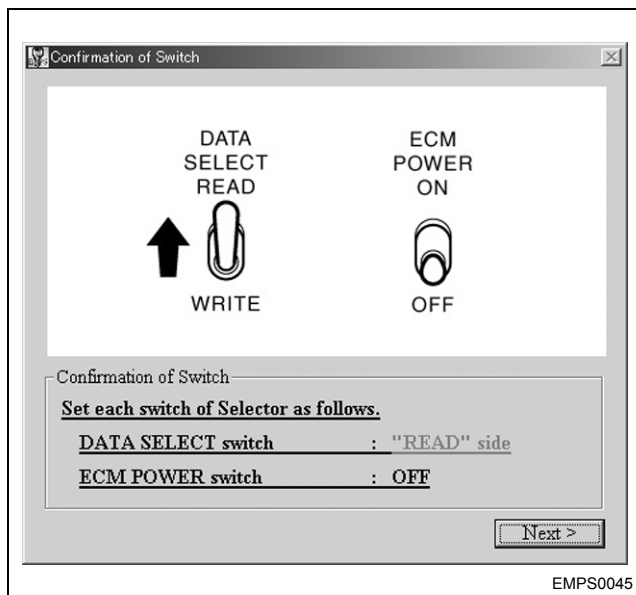 Confirmation of Switch
DATA
SELECT
READ
WRITE
ECM
POWER
ON
OFF
Confirmation of Switch
Set each switch of Selector as follows.
DATA SELECT switch : "READ" side
ECM POWER switch : OFF
Next >
EMPS0045